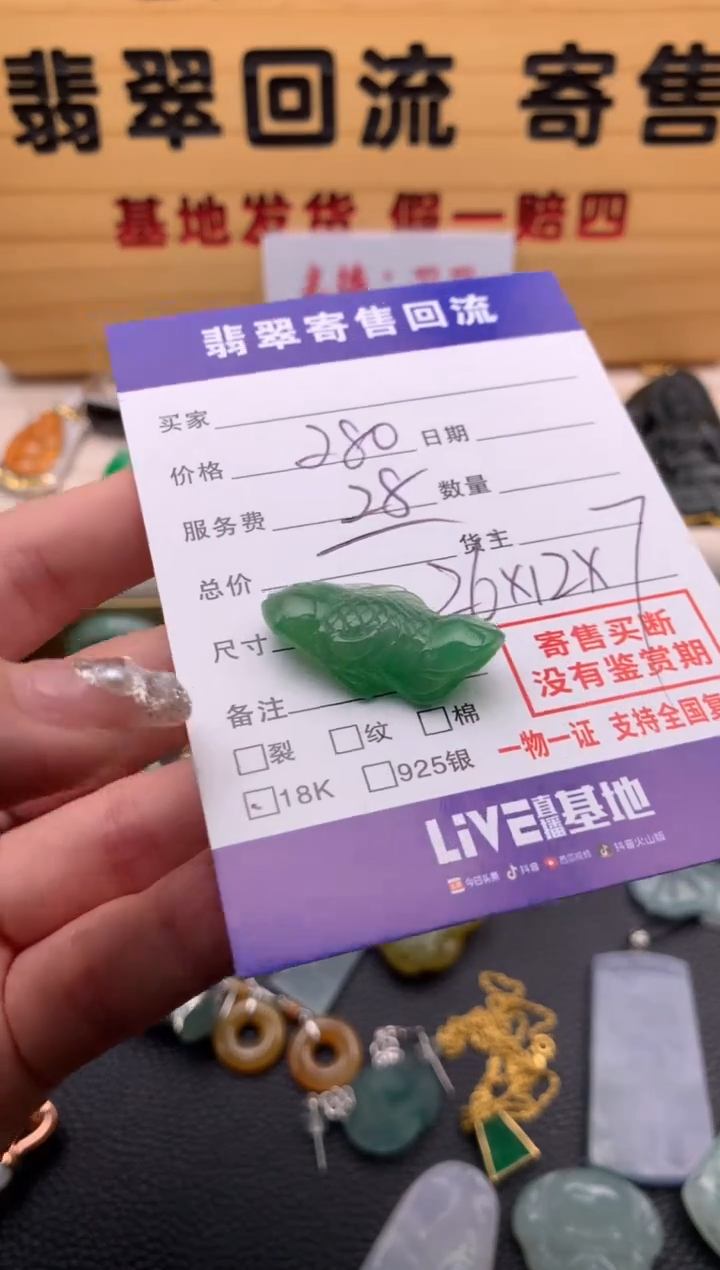 翡翠回流 寄售
基地发货 假一赔四
翡翠寄售回流
买家
价格 280 日期
服务费 28 数量
总价 货主
尺寸 26×12×7
备注
寄售买断
没有鉴赏期
裂 纹 棉
18K 925银
一物一证 支持全国复
LiVE直播基地
今日头条 抖音 西瓜视频 抖音火山版